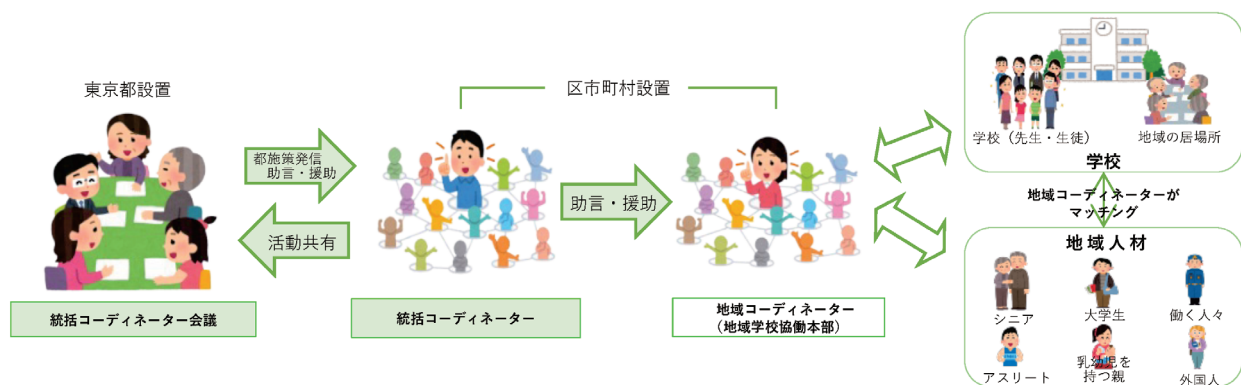 東京都設置
区市町村設置
都施策発信
助言・援助
活動共有
助言・援助
統括コーディネーター会議
統括コーディネーター
地域コーディネーター
(地域学校協働本部)
学校(先生・生徒)
地域の居場所
学校
地域コーディネーターが
マッチング
地域人材
シニア
大学生
働く人々
アスリート
乳幼児を
持つ親
外国人